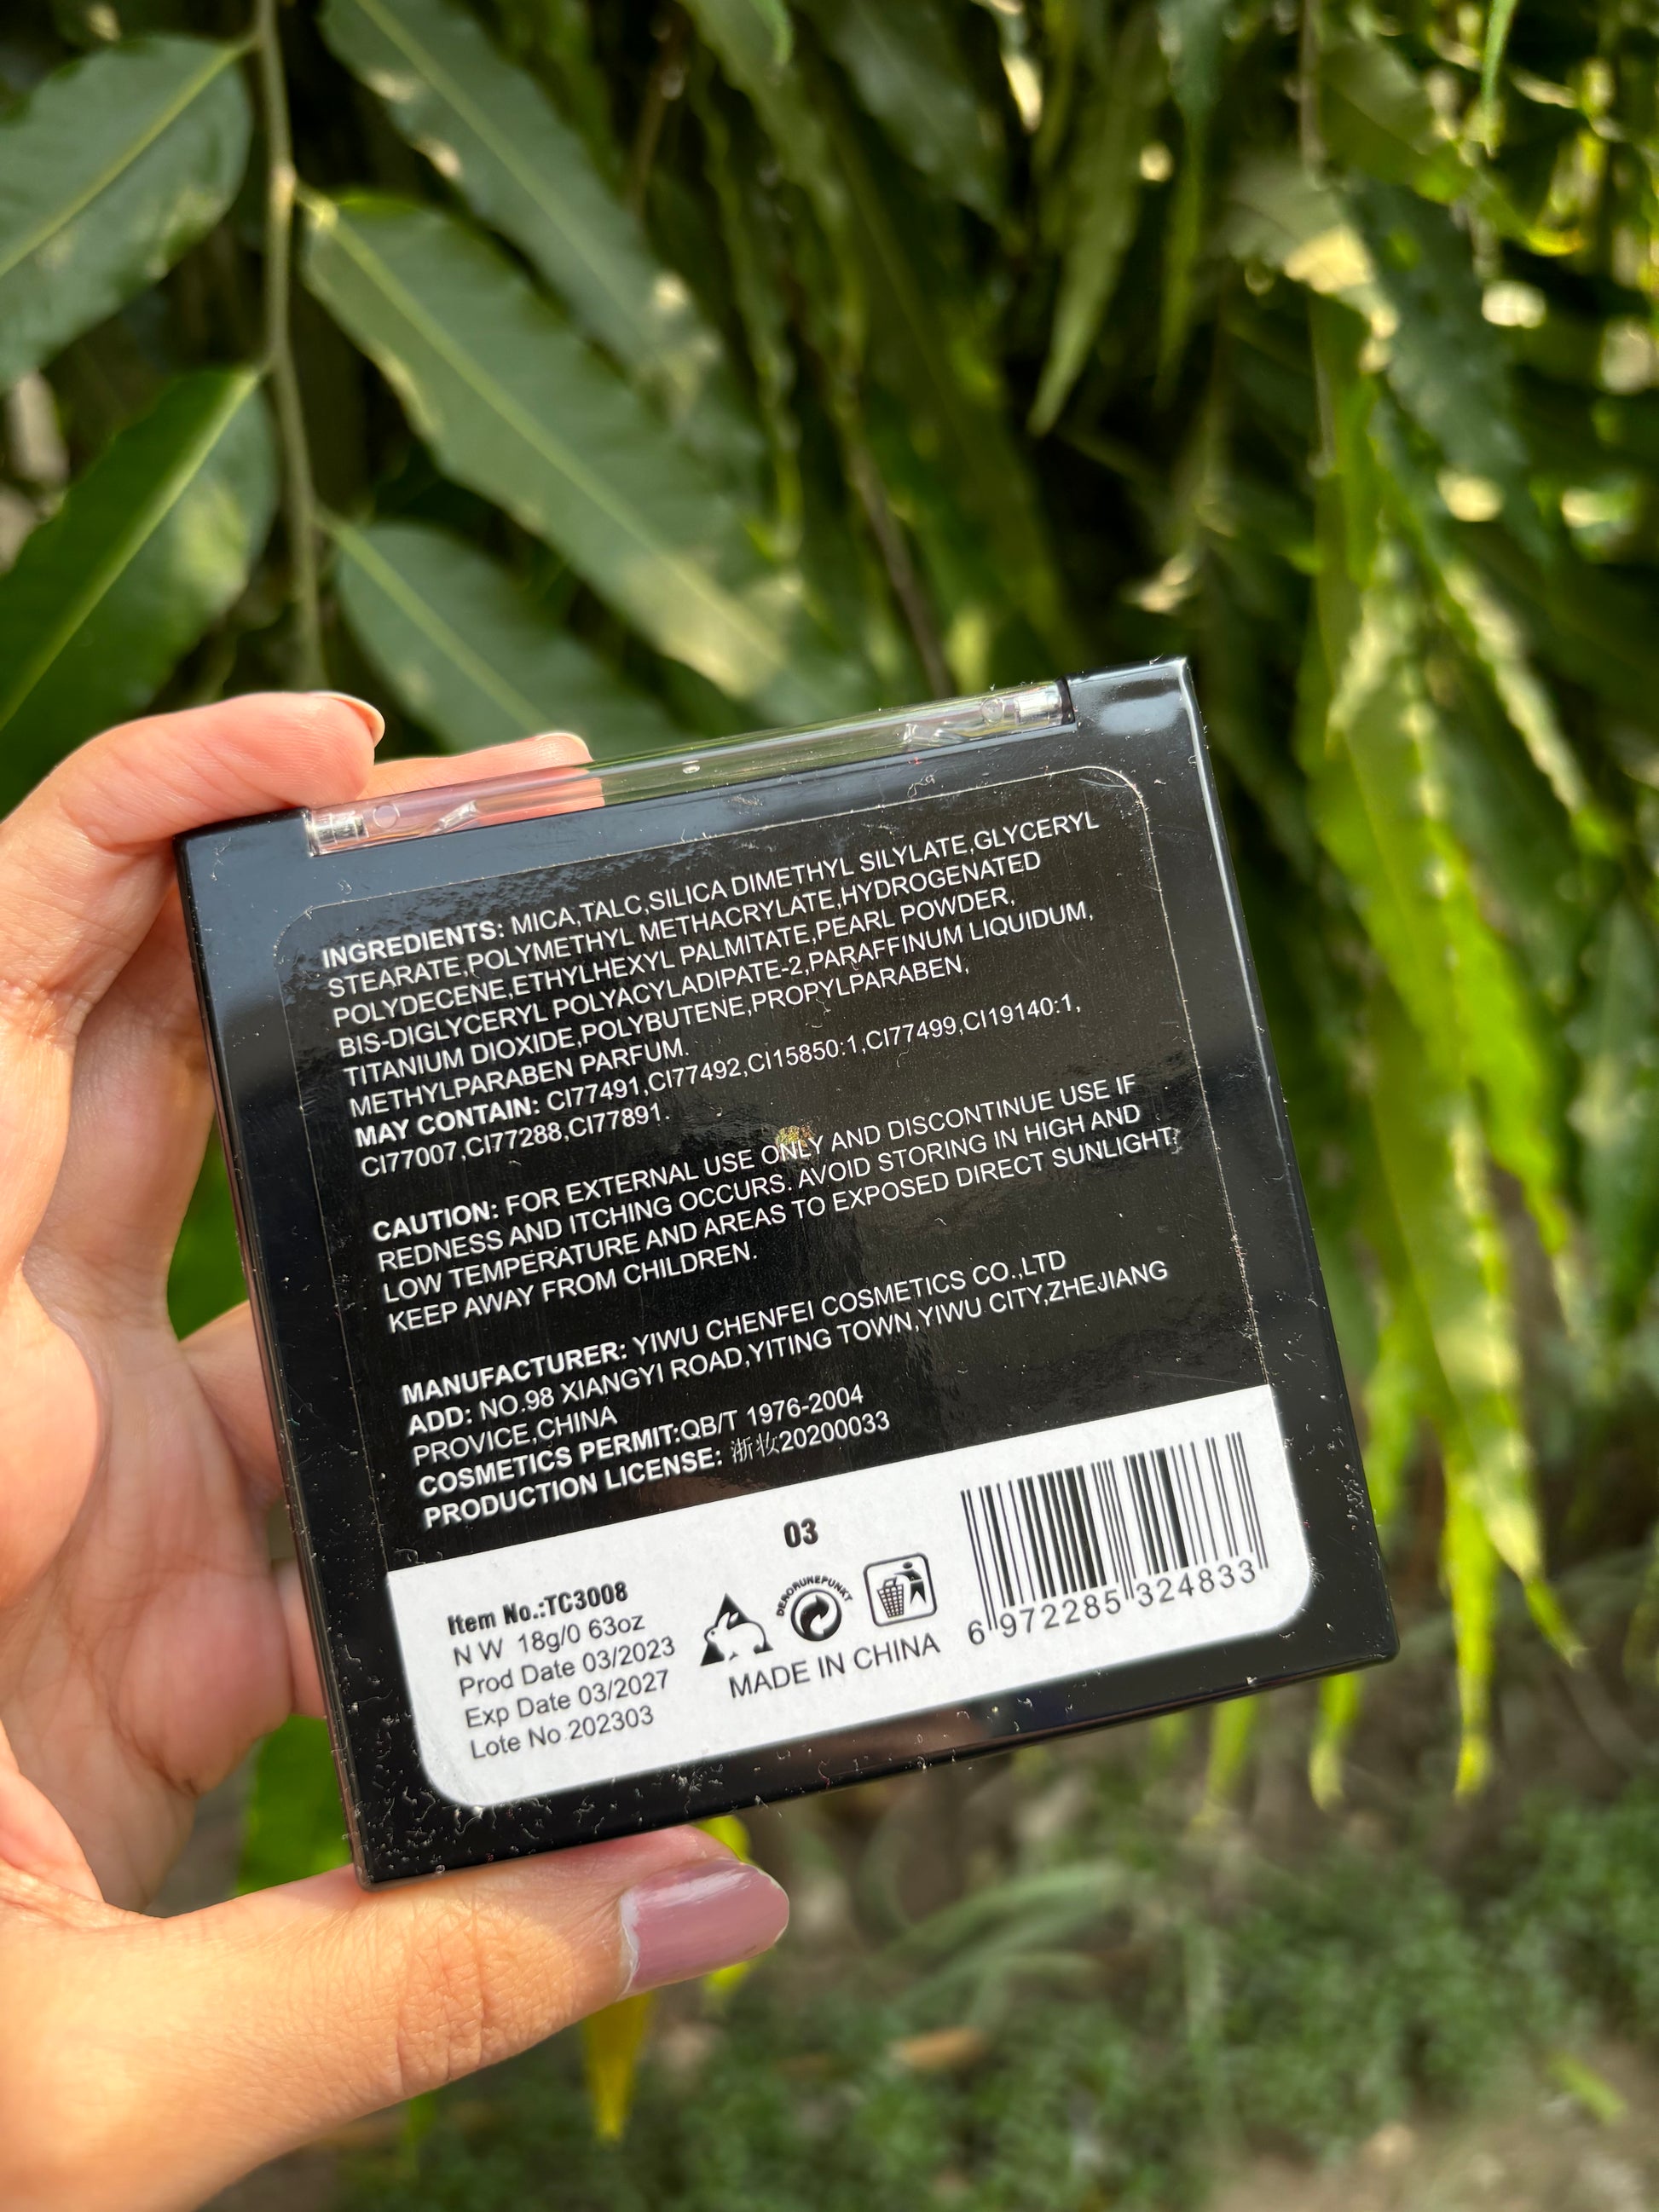 INGREDIENTS: MICA,TALC,SILICA DIMETHYL SILYLATE,GLYCERYL
STEARATE,POLYMETHYL METHACRYLATE,HYDROGENATED
POLYDECENE,ETHYLHEXYL PALMITATE,PEARL POWDER,
BIS-DIGLYCERYL POLYACYLADIPATE-2,PARAFFINUM LIQUIDUM,
TITANIUM DIOXIDE,POLYBUTENE,PROPYLPARABEN,
METHYLPARABEN PARFUM.
MAY CONTAIN: CI77491,CI77492,CI15850:1,CI77499,CI19140:1,
CI77007,CI77288,CI77891.
CAUTION: FOR EXTERNAL USE ONLY AND DISCONTINUE USE IF
REDNESS AND ITCHING OCCURS. AVOID STORING IN HIGH AND
LOW TEMPERATURE AND AREAS TO EXPOSED DIRECT SUNLIGHT;
KEEP AWAY FROM CHILDREN.
MANUFACTURER: YIWU CHENFEI COSMETICS CO.,LTD
ADD: NO.98 XIANGYI ROAD,YITING TOWN,YIWU CITY,ZHEJIANG
PROVICE,CHINA
COSMETICS PERMIT:QB/T 1976-2004
PRODUCTION LICENSE: 浙妆20200033
03
Item No.:TC3008
N W 18g/0 63oz
Prod Date 03/2023
Exp Date 03/2027
Lote No 202303
DERGRUNEPUNKT
MADE IN CHINA
6 972285 324833